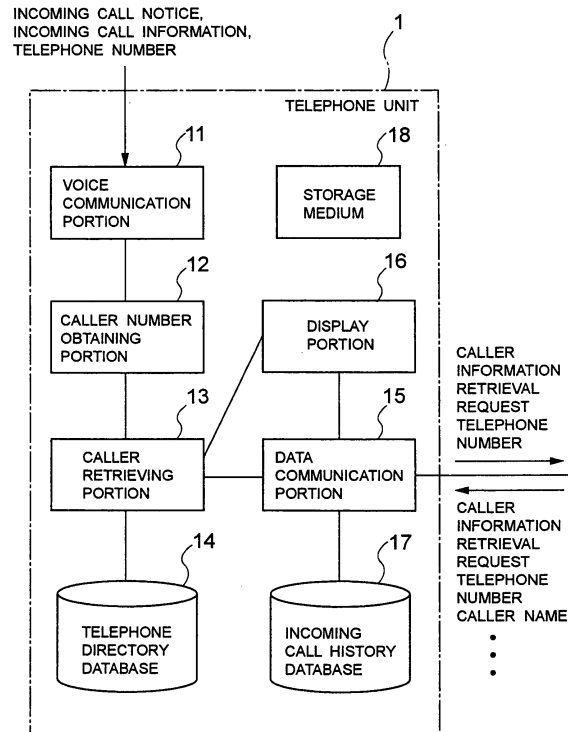 INCOMING CALL NOTICE,
INCOMING CALL INFORMATION,
TELEPHONE NUMBER
1
TELEPHONE UNIT
11
VOICE
COMMUNICATION
PORTION
18
STORAGE
MEDIUM
12
CALLER NUMBER
OBTAINING
PORTION
16
DISPLAY
PORTION
13
CALLER
RETRIEVING
PORTION
15
DATA
COMMUNICATION
PORTION
CALLER
INFORMATION
RETRIEVAL
REQUEST
TELEPHONE
NUMBER
CALLER
INFORMATION
RETRIEVAL
REQUEST
TELEPHONE
NUMBER
CALLER NAME
14
TELEPHONE
DIRECTORY
DATABASE
17
INCOMING
CALL HISTORY
DATABASE